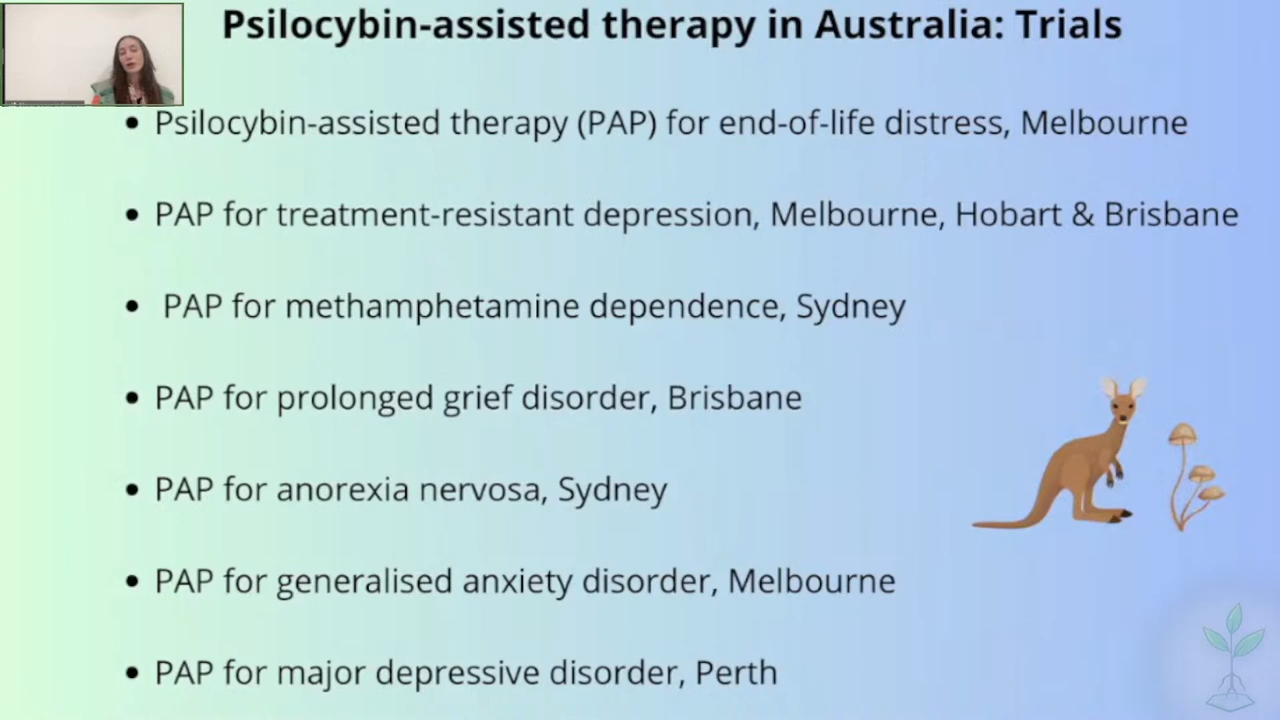 Psilocybin-assisted therapy in Australia: Trials
• Psilocybin-assisted therapy (PAP) for end-of-life distress, Melbourne
• PAP for treatment-resistant depression, Melbourne, Hobart & Brisbane
• PAP for methamphetamine dependence, Sydney
• PAP for prolonged grief disorder, Brisbane
• PAP for anorexia nervosa, Sydney
• PAP for generalised anxiety disorder, Melbourne
• PAP for major depressive disorder, Perth